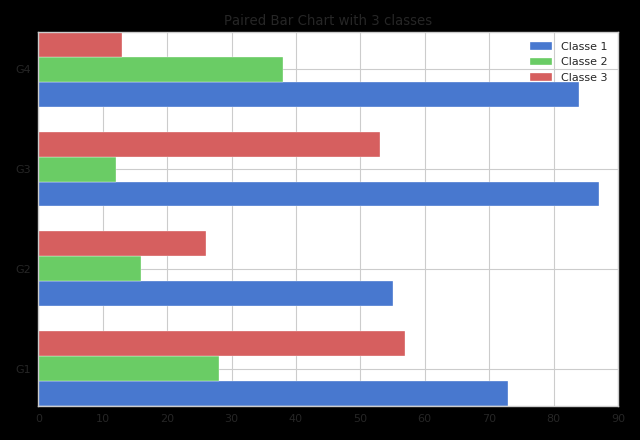 Paired Bar Chart with 3 classes
Classe 1
Classe 2
Classe 3
G4
G3
G2
G1
0 10 20 30 40 50 60 70 80 90